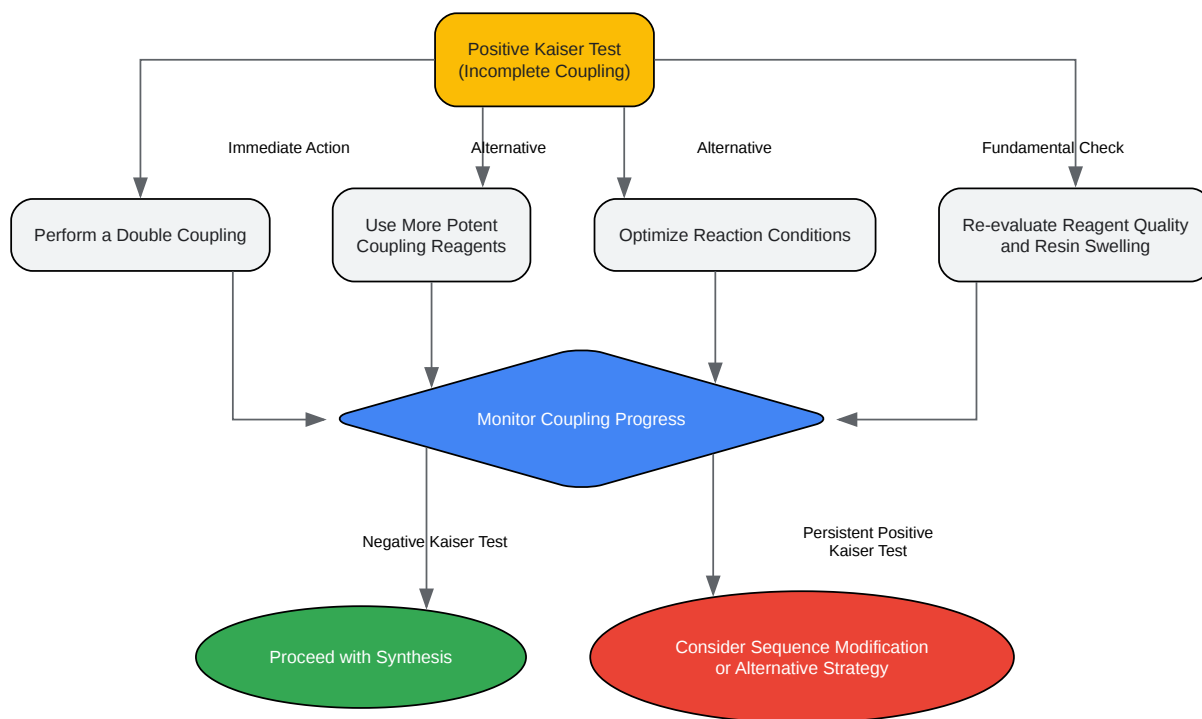 Positive Kaiser Test
(Incomplete Coupling)
Immediate Action
Alternative
Alternative
Fundamental Check
Perform a Double Coupling
Use More Potent
Coupling Reagents
Optimize Reaction Conditions
Re-evaluate Reagent Quality
and Resin Swelling
Monitor Coupling Progress
Negative Kaiser Test
Persistent Positive
Kaiser Test
Proceed with Synthesis
Consider Sequence Modification
or Alternative Strategy